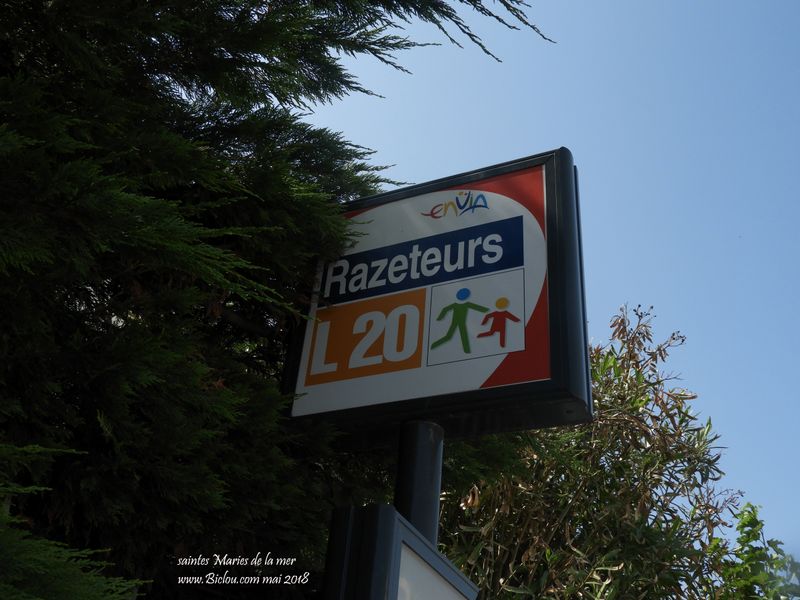 enviA
Razeteurs
L 20
saintes Maries de la mer
www.Biclou.com mai 2018